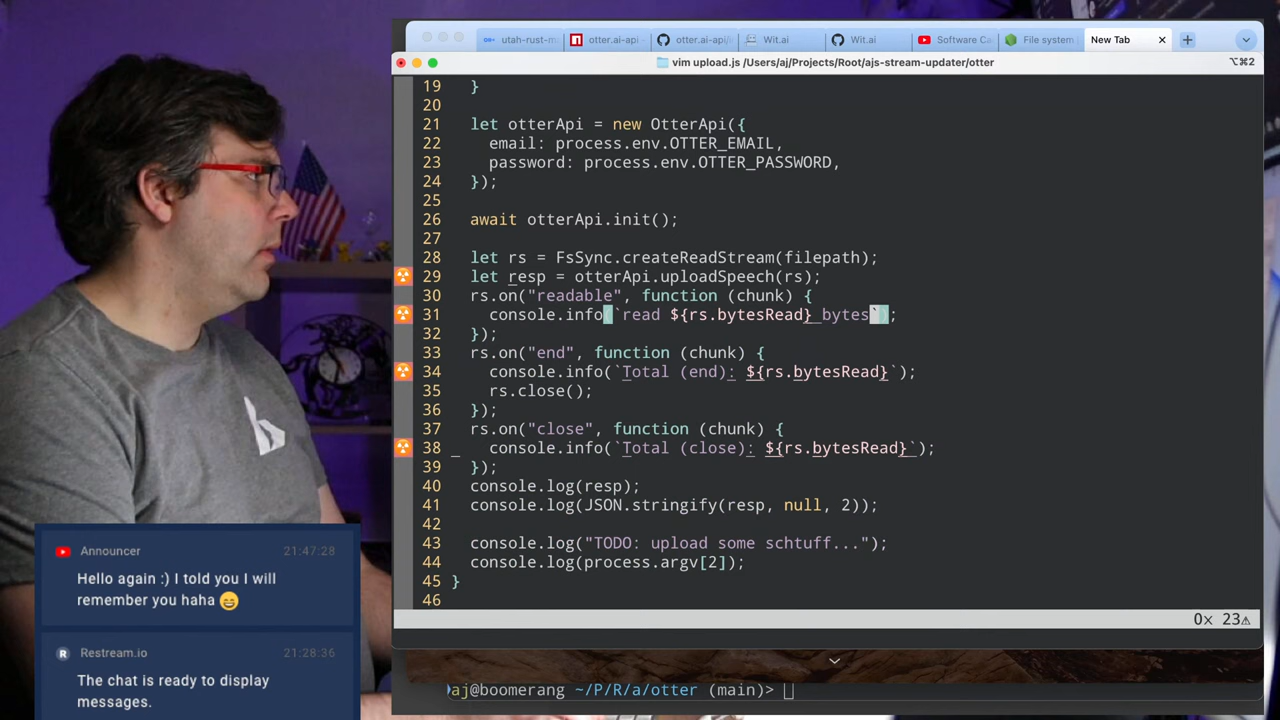 utah-rust-m
otter.ai-api -
otter.ai-api/
Wit.ai
Wit.ai
Software Ca
File system
New Tab
vim upload.js /Users/aj/Projects/Root/ajs-stream-updater/otter
⌥⌘2
19 }
20
21 let otterApi = new OtterApi({
22 email: process.env.OTTER_EMAIL,
23 password: process.env.OTTER_PASSWORD,
24 });
25
26 await otterApi.init();
27
28 let rs = FsSync.createReadStream(filepath);
29 let resp = otterApi.uploadSpeech(rs);
30 rs.on("readable", function (chunk) {
31 console.info(`read ${rs.bytesRead} bytes`);
32 });
33 rs.on("end", function (chunk) {
34 console.info(`Total (end): ${rs.bytesRead}`);
35 rs.close();
36 });
37 rs.on("close", function (chunk) {
38 console.info(`Total (close): ${rs.bytesRead}`);
39 });
40 console.log(resp);
41 console.log(JSON.stringify(resp, null, 2));
42
43 console.log("TODO: upload some schtuff...");
44 console.log(process.argv[2]);
45 }
46
0× 23⚠
aj@boomerang ~/P/R/a/otter (main)>
Announcer 21:47:28
Hello again :) I told you I will
remember you haha 😄
R Restream.io 21:28:36
The chat is ready to display
messages.